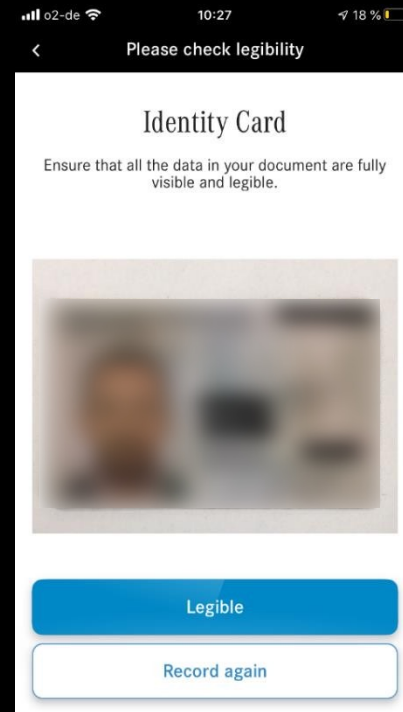 o2-de 10:27 18 %
Please check legibility
Identity Card
Ensure that all the data in your document are fully
visible and legible.
Legible
Record again